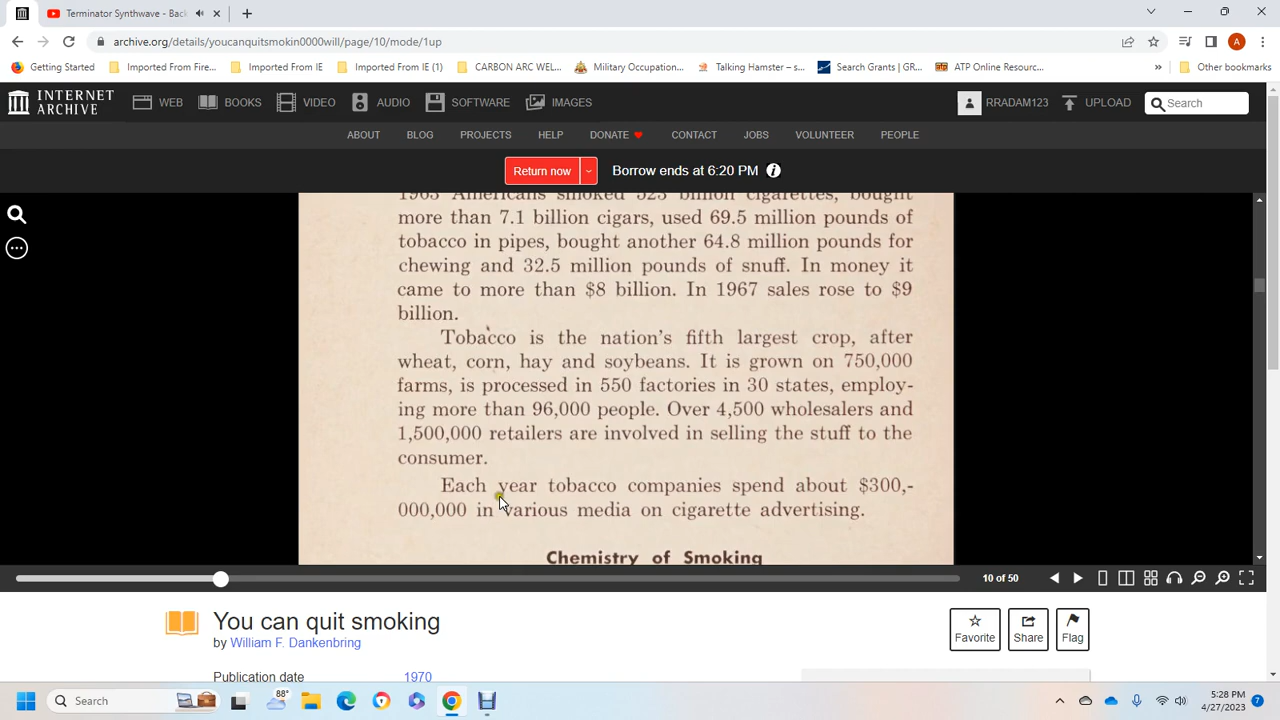 Terminator Synthwave - Bac
archive.org/details/youcanquitsmokin0000will/page/10/mode/1up
A
Getting Started
Imported From Fire...
Imported From IE
Imported From IE (1)
CARBON ARC WEL...
Military Occupation...
Talking Hamster – s...
Search Grants | GR...
ATP Online Resourc...
»
Other bookmarks
INTERNET ARCHIVE
WEB
BOOKS
VIDEO
AUDIO
SOFTWARE
IMAGES
RRADAM123
UPLOAD
Search
ABOUT
BLOG
PROJECTS
HELP
DONATE
CONTACT
JOBS
VOLUNTEER
PEOPLE
Return now
Borrow ends at 6:20 PM
1963 Americans smoked 523 billion cigarettes, bought
more than 7.1 billion cigars, used 69.5 million pounds of
tobacco in pipes, bought another 64.8 million pounds for
chewing and 32.5 million pounds of snuff. In money it
came to more than $8 billion. In 1967 sales rose to $9
billion.
Tobacco is the nation's fifth largest crop, after
wheat, corn, hay and soybeans. It is grown on 750,000
farms, is processed in 550 factories in 30 states, employ-
ing more than 96,000 people. Over 4,500 wholesalers and
1,500,000 retailers are involved in selling the stuff to the
consumer.
Each year tobacco companies spend about $300,-
000,000 in various media on cigarette advertising.
Chemistry of Smoking
10 of 50
You can quit smoking
by William F. Dankenbring
Favorite
Share
Flag
Publication date 1970
Search
88°
5:28 PM
4/27/2023
7